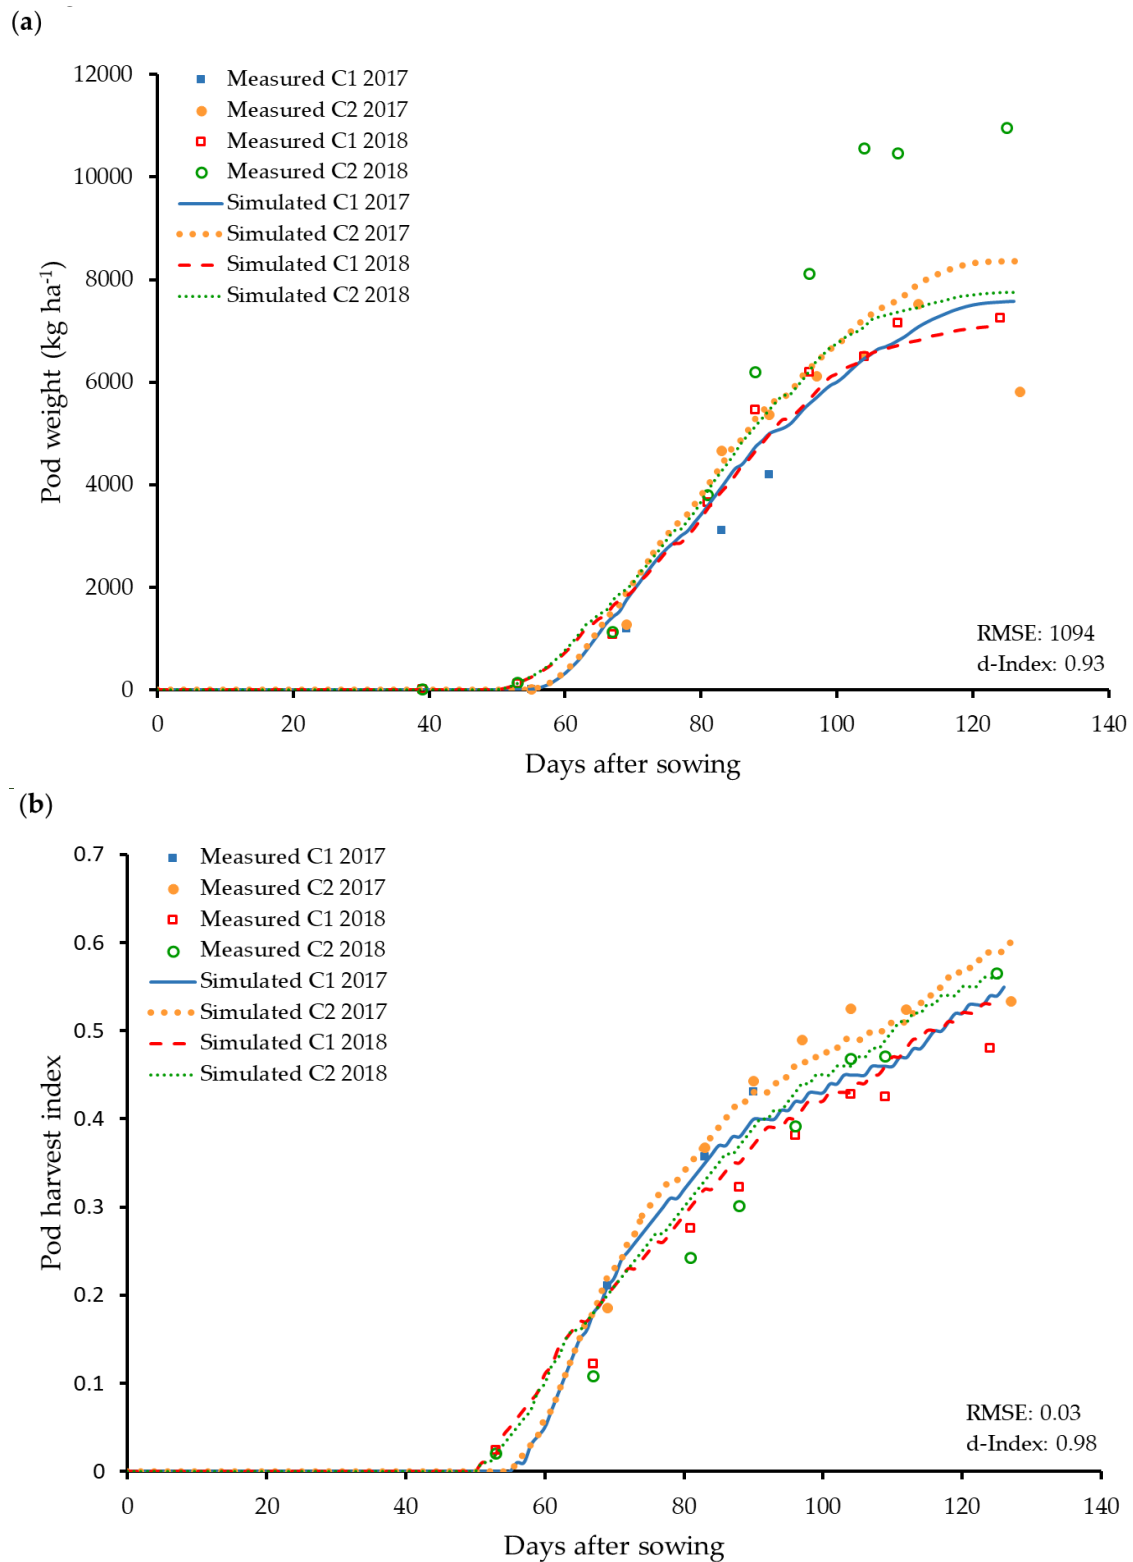 (a)
12000
10000
8000
6000
4000
2000
0
Pod weight (kg ha⁻¹)
Measured C1 2017
Measured C2 2017
Measured C1 2018
Measured C2 2018
Simulated C1 2017
Simulated C2 2017
Simulated C1 2018
Simulated C2 2018
RMSE: 1094
d-Index: 0.93
0 20 40 60 80 100 120 140
Days after sowing
(b)
0.7
0.6
0.5
0.4
0.3
0.2
0.1
0
Pod harvest index
Measured C1 2017
Measured C2 2017
Measured C1 2018
Measured C2 2018
Simulated C1 2017
Simulated C2 2017
Simulated C1 2018
Simulated C2 2018
RMSE: 0.03
d-Index: 0.98
0 20 40 60 80 100 120 140
Days after sowing